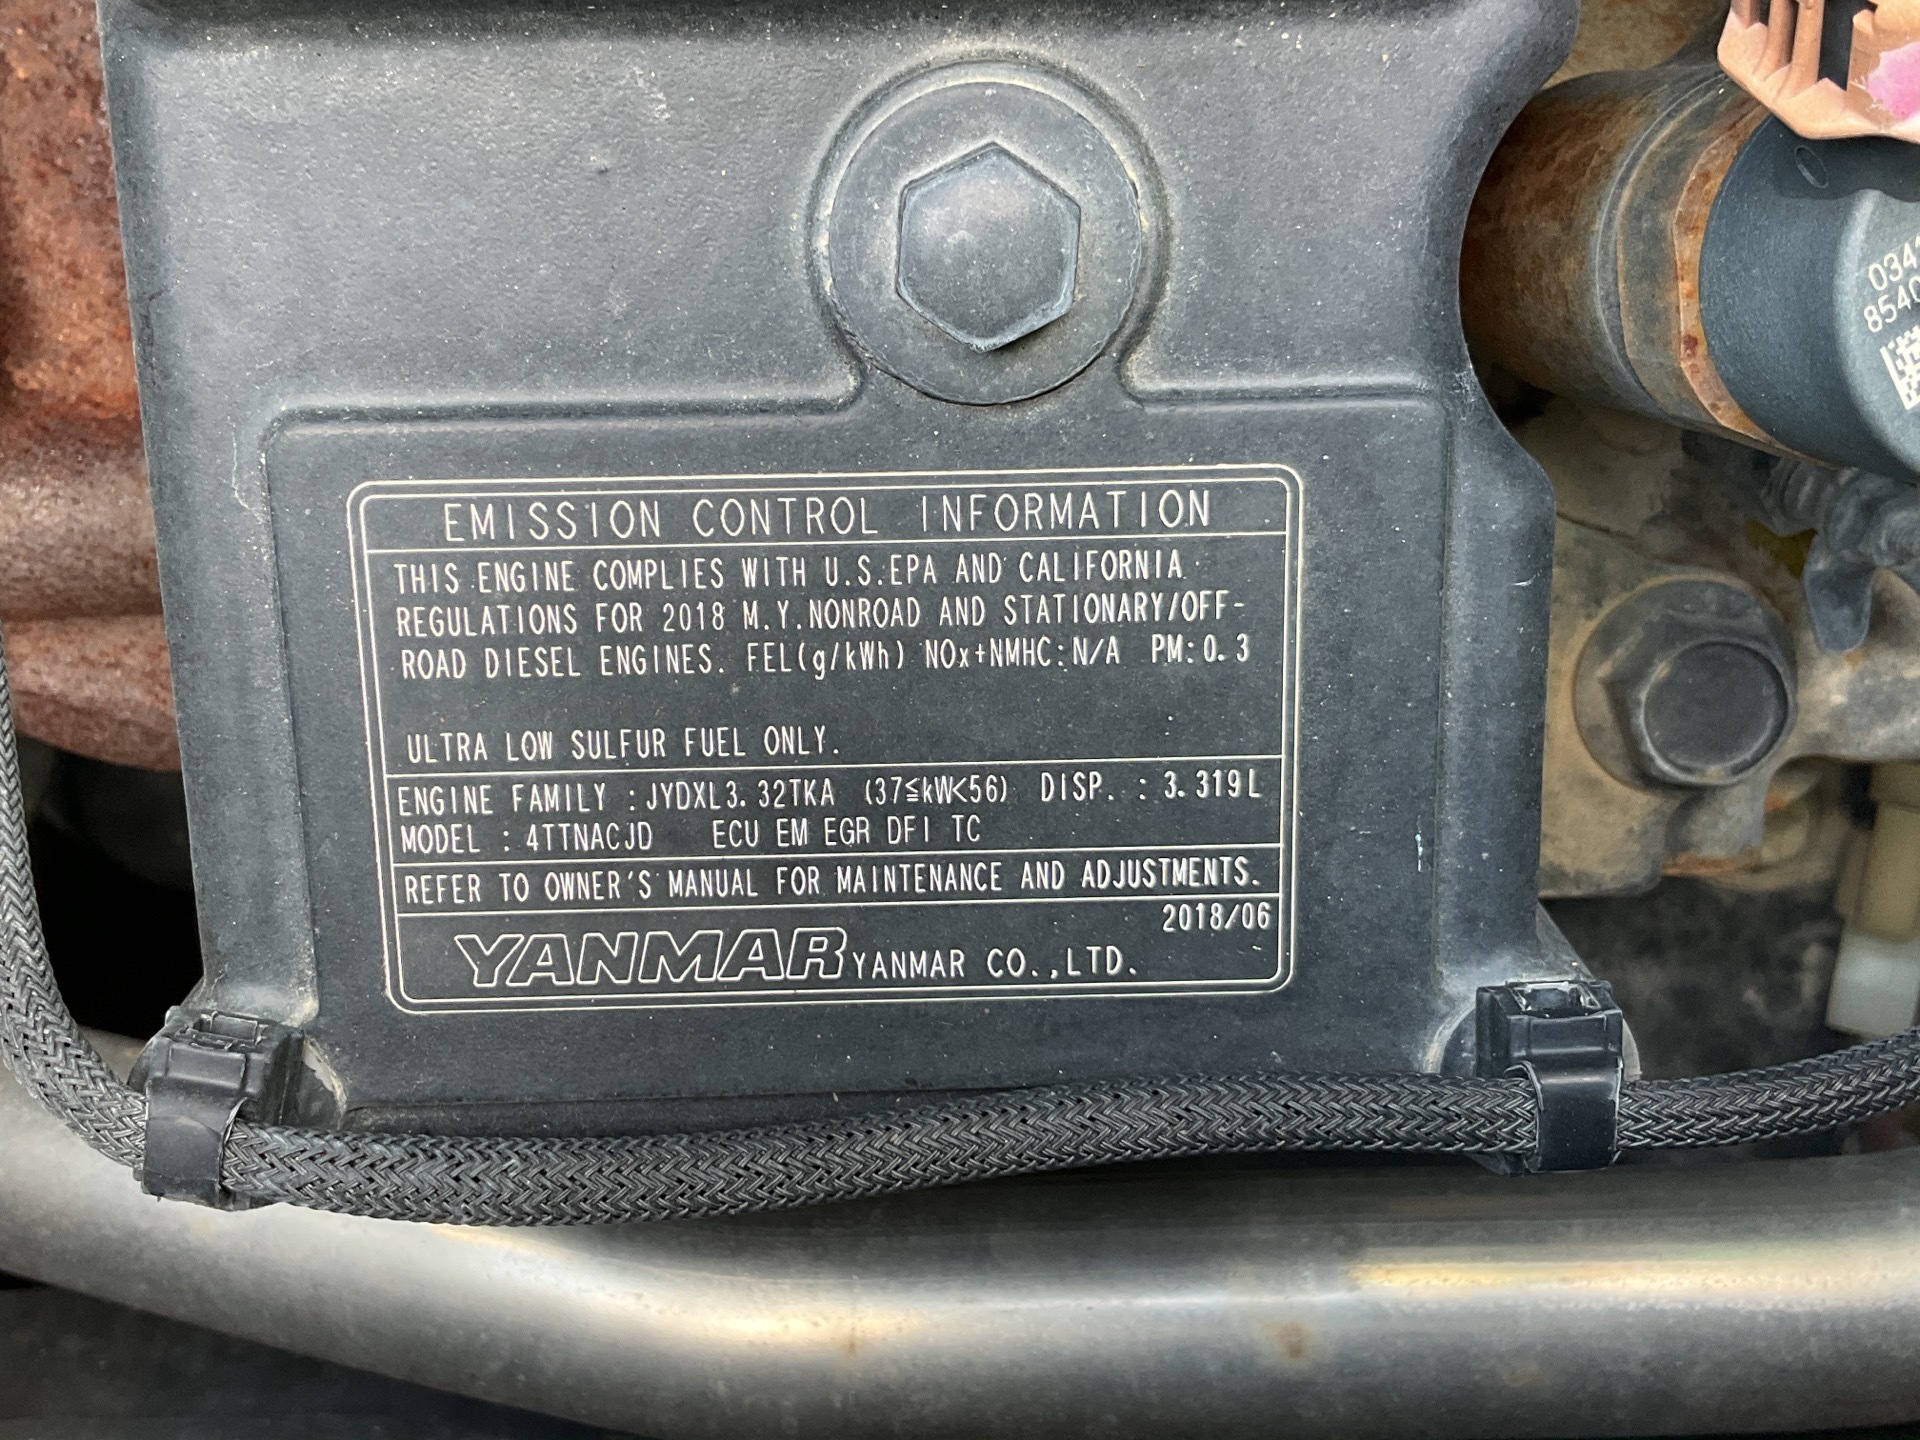 EMISSION CONTROL INFORMATION
THIS ENGINE COMPLIES WITH U.S.EPA AND CALIFORNIA
REGULATIONS FOR 2018 M.Y.NONROAD AND STATIONARY/OFF-
ROAD DIESEL ENGINES. FEL(g/kWh) NOx+NMHC:N/A PM:0.3
ULTRA LOW SULFUR FUEL ONLY.
ENGINE FAMILY :JYDXL3.32TKA (37≦kW<56) DISP. : 3.319L
MODEL : 4TTNACJD ECU EM EGR DFI TC
REFER TO OWNER'S MANUAL FOR MAINTENANCE AND ADJUSTMENTS.
2018/06
YANMAR YANMAR CO.,LTD.